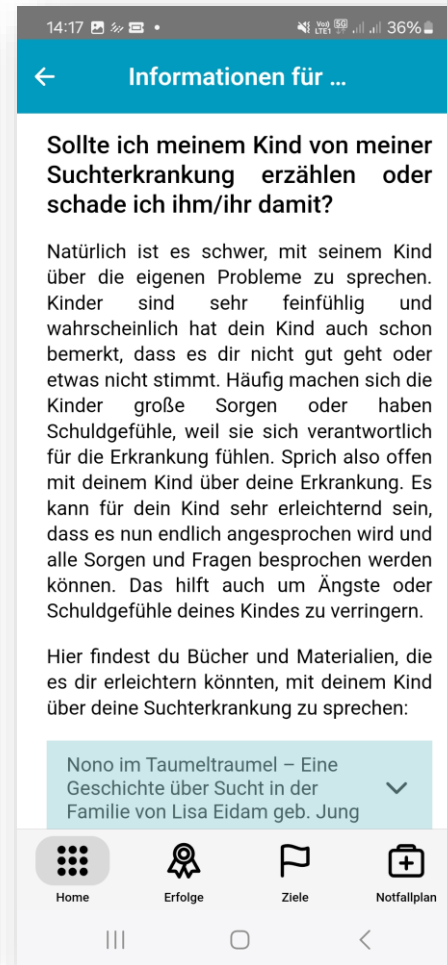 14:17
36%
Informationen für ...
Sollte ich meinem Kind von meiner
Suchterkrankung erzählen oder
schade ich ihm/ihr damit?
Natürlich ist es schwer, mit seinem Kind
über die eigenen Probleme zu sprechen.
Kinder sind sehr feinfühlig und
wahrscheinlich hat dein Kind auch schon
bemerkt, dass es dir nicht gut geht oder
etwas nicht stimmt. Häufig machen sich die
Kinder große Sorgen oder haben
Schuldgefühle, weil sie sich verantwortlich
für die Erkrankung fühlen. Sprich also offen
mit deinem Kind über deine Erkrankung. Es
kann für dein Kind sehr erleichternd sein,
dass es nun endlich angesprochen wird und
alle Sorgen und Fragen besprochen werden
können. Das hilft auch um Ängste oder
Schuldgefühle deines Kindes zu verringern.
Hier findest du Bücher und Materialien, die
es dir erleichtern könnten, mit deinem Kind
über deine Suchterkrankung zu sprechen:
Nono im Taumeltraumel – Eine
Geschichte über Sucht in der
Familie von Lisa Eidam geb. Jung
Home Erfolge Ziele Notfallplan